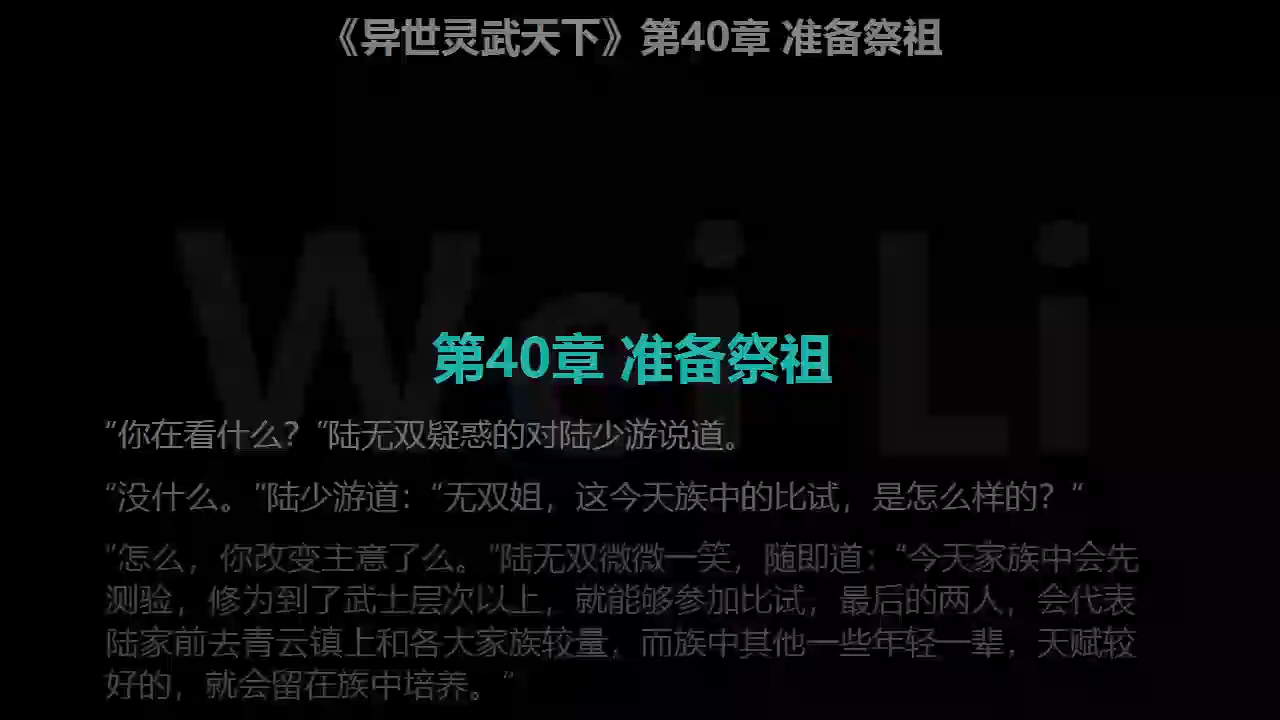 《异世灵武天下》第40章 准备祭祖
Wei Li
第40章 准备祭祖
“你在看什么？“陆无双疑惑的对陆少游说道。
“没什么。”陆少游道：“无双姐，这今天族中的比试，是怎么样的？“
”怎么，你改变主意了么。”陆无双微微一笑，随即道：“今天家族中会先
测验，修为到了武士层次以上，就能够参加比试，最后的两人，会代表
陆家前去青云镇上和各大家族较量，而族中其他一些年轻一辈，天赋较
好的，就会留在族中培养。”